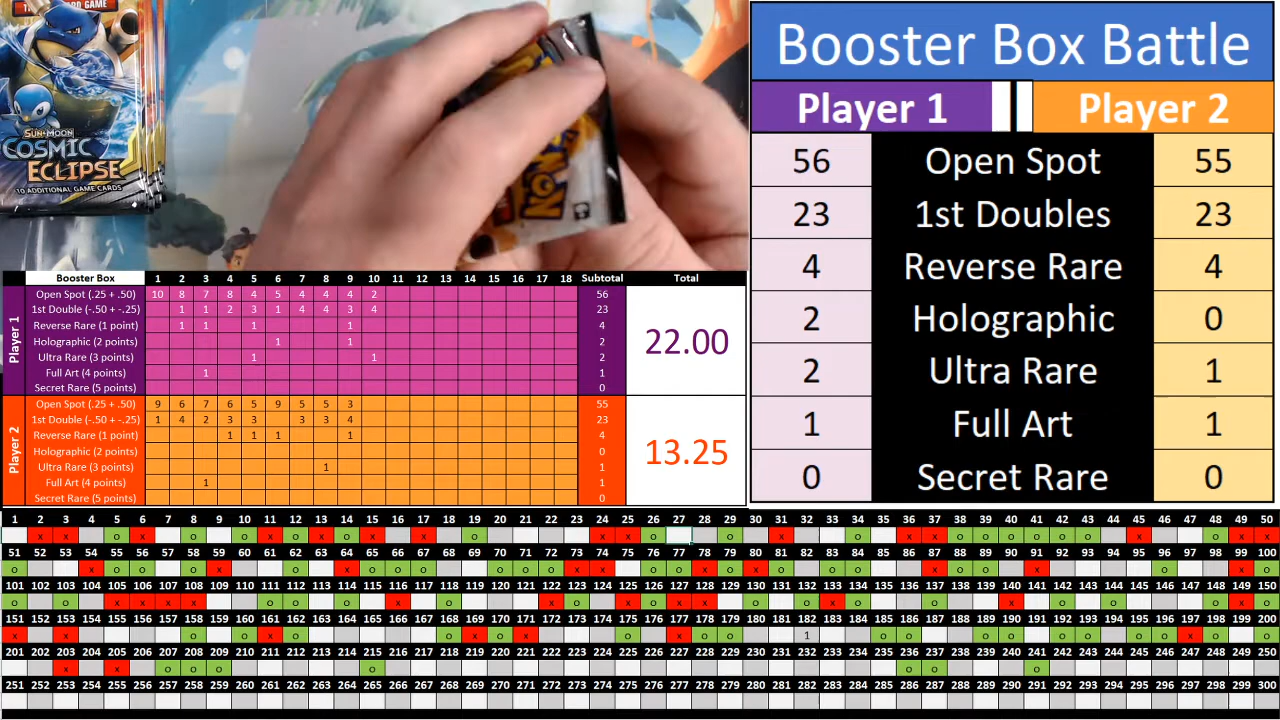 CARD GAME
SUN & MOON
COSMIC
ECLIPSE
10 ADDITIONAL GAME CARDS
Booster Box Battle
Player 1 Player 2
56 Open Spot 55
23 1st Doubles 23
4 Reverse Rare 4
2 Holographic 0
2 Ultra Rare 1
1 Full Art 1
0 Secret Rare 0
Booster Box 1 2 3 4 5 6 7 8 9 10 11 12 13 14 15 16 17 18 Subtotal Total
Player 1
Open Spot (.25 + .50) 10 8 7 8 4 5 4 4 4 2 56
1st Double (-.50 + -.25) 1 1 2 3 1 4 4 3 4 23
Reverse Rare (1 point) 1 1 1 1 4
Holographic (2 points) 1 1 2
Ultra Rare (3 points) 1 1 2
Full Art (4 points) 1 1
Secret Rare (5 points) 0
22.00
Player 2
Open Spot (.25 + .50) 9 6 7 6 5 9 5 5 3 55
1st Double (-.50 + -.25) 1 4 2 3 3 3 3 4 23
Reverse Rare (1 point) 1 1 1 1 4
Holographic (2 points) 0
Ultra Rare (3 points) 1 1
Full Art (4 points) 1 1
Secret Rare (5 points) 0
13.25
1 2 3 4 5 6 7 8 9 10 11 12 13 14 15 16 17 18 19 20 21 22 23 24 25 26 27 28 29 30 31 32 33 34 35 36 37 38 39 40 41 42 43 44 45 46 47 48 49 50
x x o x o o x o x o x x o x x o o o x o x x o o o o o x o x x
51 52 53 54 55 56 57 58 59 60 61 62 63 64 65 66 67 68 69 70 71 72 73 74 75 76 77 78 79 80 81 82 83 84 85 86 87 88 89 90 91 92 93 94 95 96 97 98 99 100
101 102 103 104 105 106 107 108 109 110 111 112 113 114 115 116 117 118 119 120 121 122 123 124 125 126 127 128 129 130 131 132 133 134 135 136 137 138 139 140 141 142 143 144 145 146 147 148 149 150
151 152 153 154 155 156 157 158 159 160 161 162 163 164 165 166 167 168 169 170 171 172 173 174 175 176 177 178 179 180 181 182 183 184 185 186 187 188 189 190 191 192 193 194 195 196 197 198 199 200
201 202 203 204 205 206 207 208 209 210 211 212 213 214 215 216 217 218 219 220 221 222 223 224 225 226 227 228 229 230 231 232 233 234 235 236 237 238 239 240 241 242 243 244 245 246 247 248 249 250
x x o o o o o o o
251 252 253 254 255 256 257 258 259 260 261 262 263 264 265 266 267 268 269 270 271 272 273 274 275 276 277 278 279 280 281 282 283 284 285 286 287 288 289 290 291 292 293 294 295 296 297 298 299 300